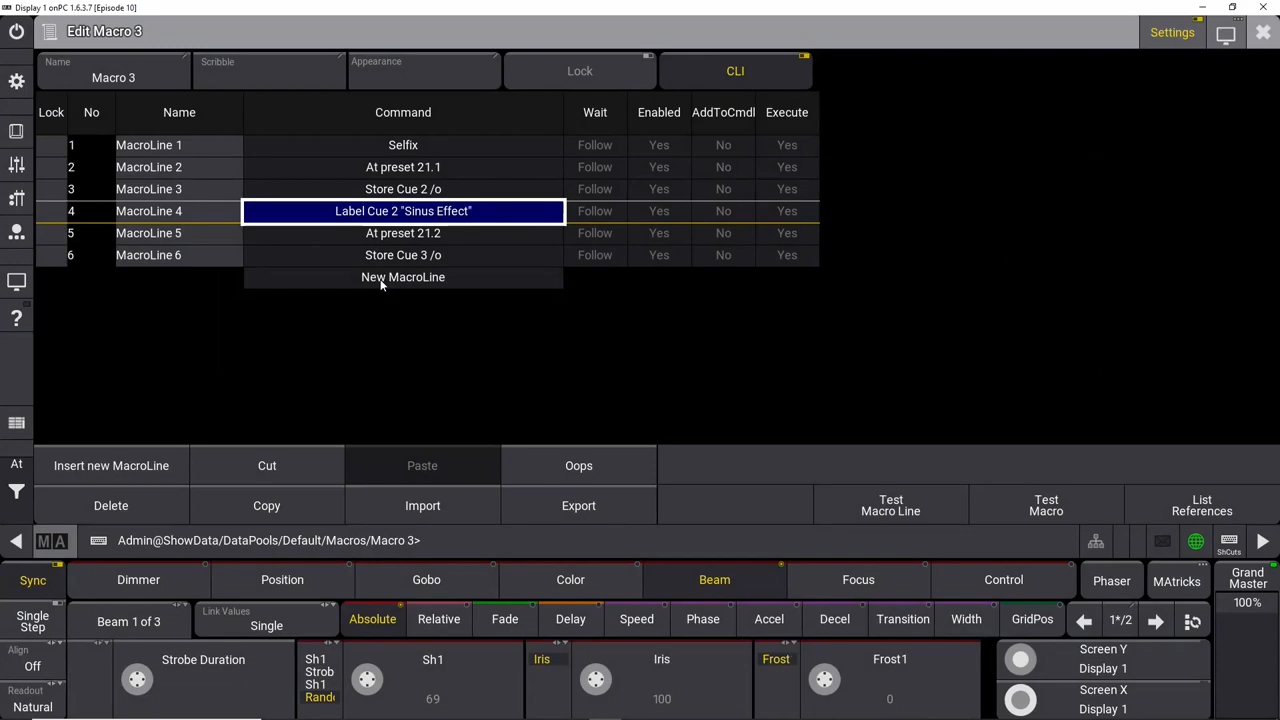 Display 1 onPC 1.6.3.7 [Episode 10]
Edit Macro 3
Settings
Name
Macro 3
Scribble
Appearance
Lock
CLI
Lock No Name Command Wait Enabled AddToCmdl Execute
1 MacroLine 1 Selfix Follow Yes No Yes
2 MacroLine 2 At preset 21.1 Follow Yes No Yes
3 MacroLine 3 Store Cue 2 /o Follow Yes No Yes
4 MacroLine 4 Label Cue 2 "Sinus Effect" Follow Yes No Yes
5 MacroLine 5 At preset 21.2 Follow Yes No Yes
6 MacroLine 6 Store Cue 3 /o Follow Yes No Yes
New MacroLine
At
Insert new MacroLine Cut Paste Oops
Delete Copy Import Export
Test
Macro Line
Test
Macro
List
References
MA
Admin@ShowData/DataPools/Default/Macros/Macro 3>
ShCuts
Sync Dimmer Position Gobo Color Beam Focus Control Phaser MAtricks
Grand
Master
100%
Single
Step
Beam 1 of 3
Link Values
Single
Absolute Relative Fade Delay Speed Phase Accel Decel Transition Width GridPos
1*/2
Align
Off
Readout
Natural
Strobe Duration
Sh1
Strob
Sh1
Rand
Sh1
69
Iris
Iris
100
Frost
Frost1
0
Screen Y
Display 1
Screen X
Display 1